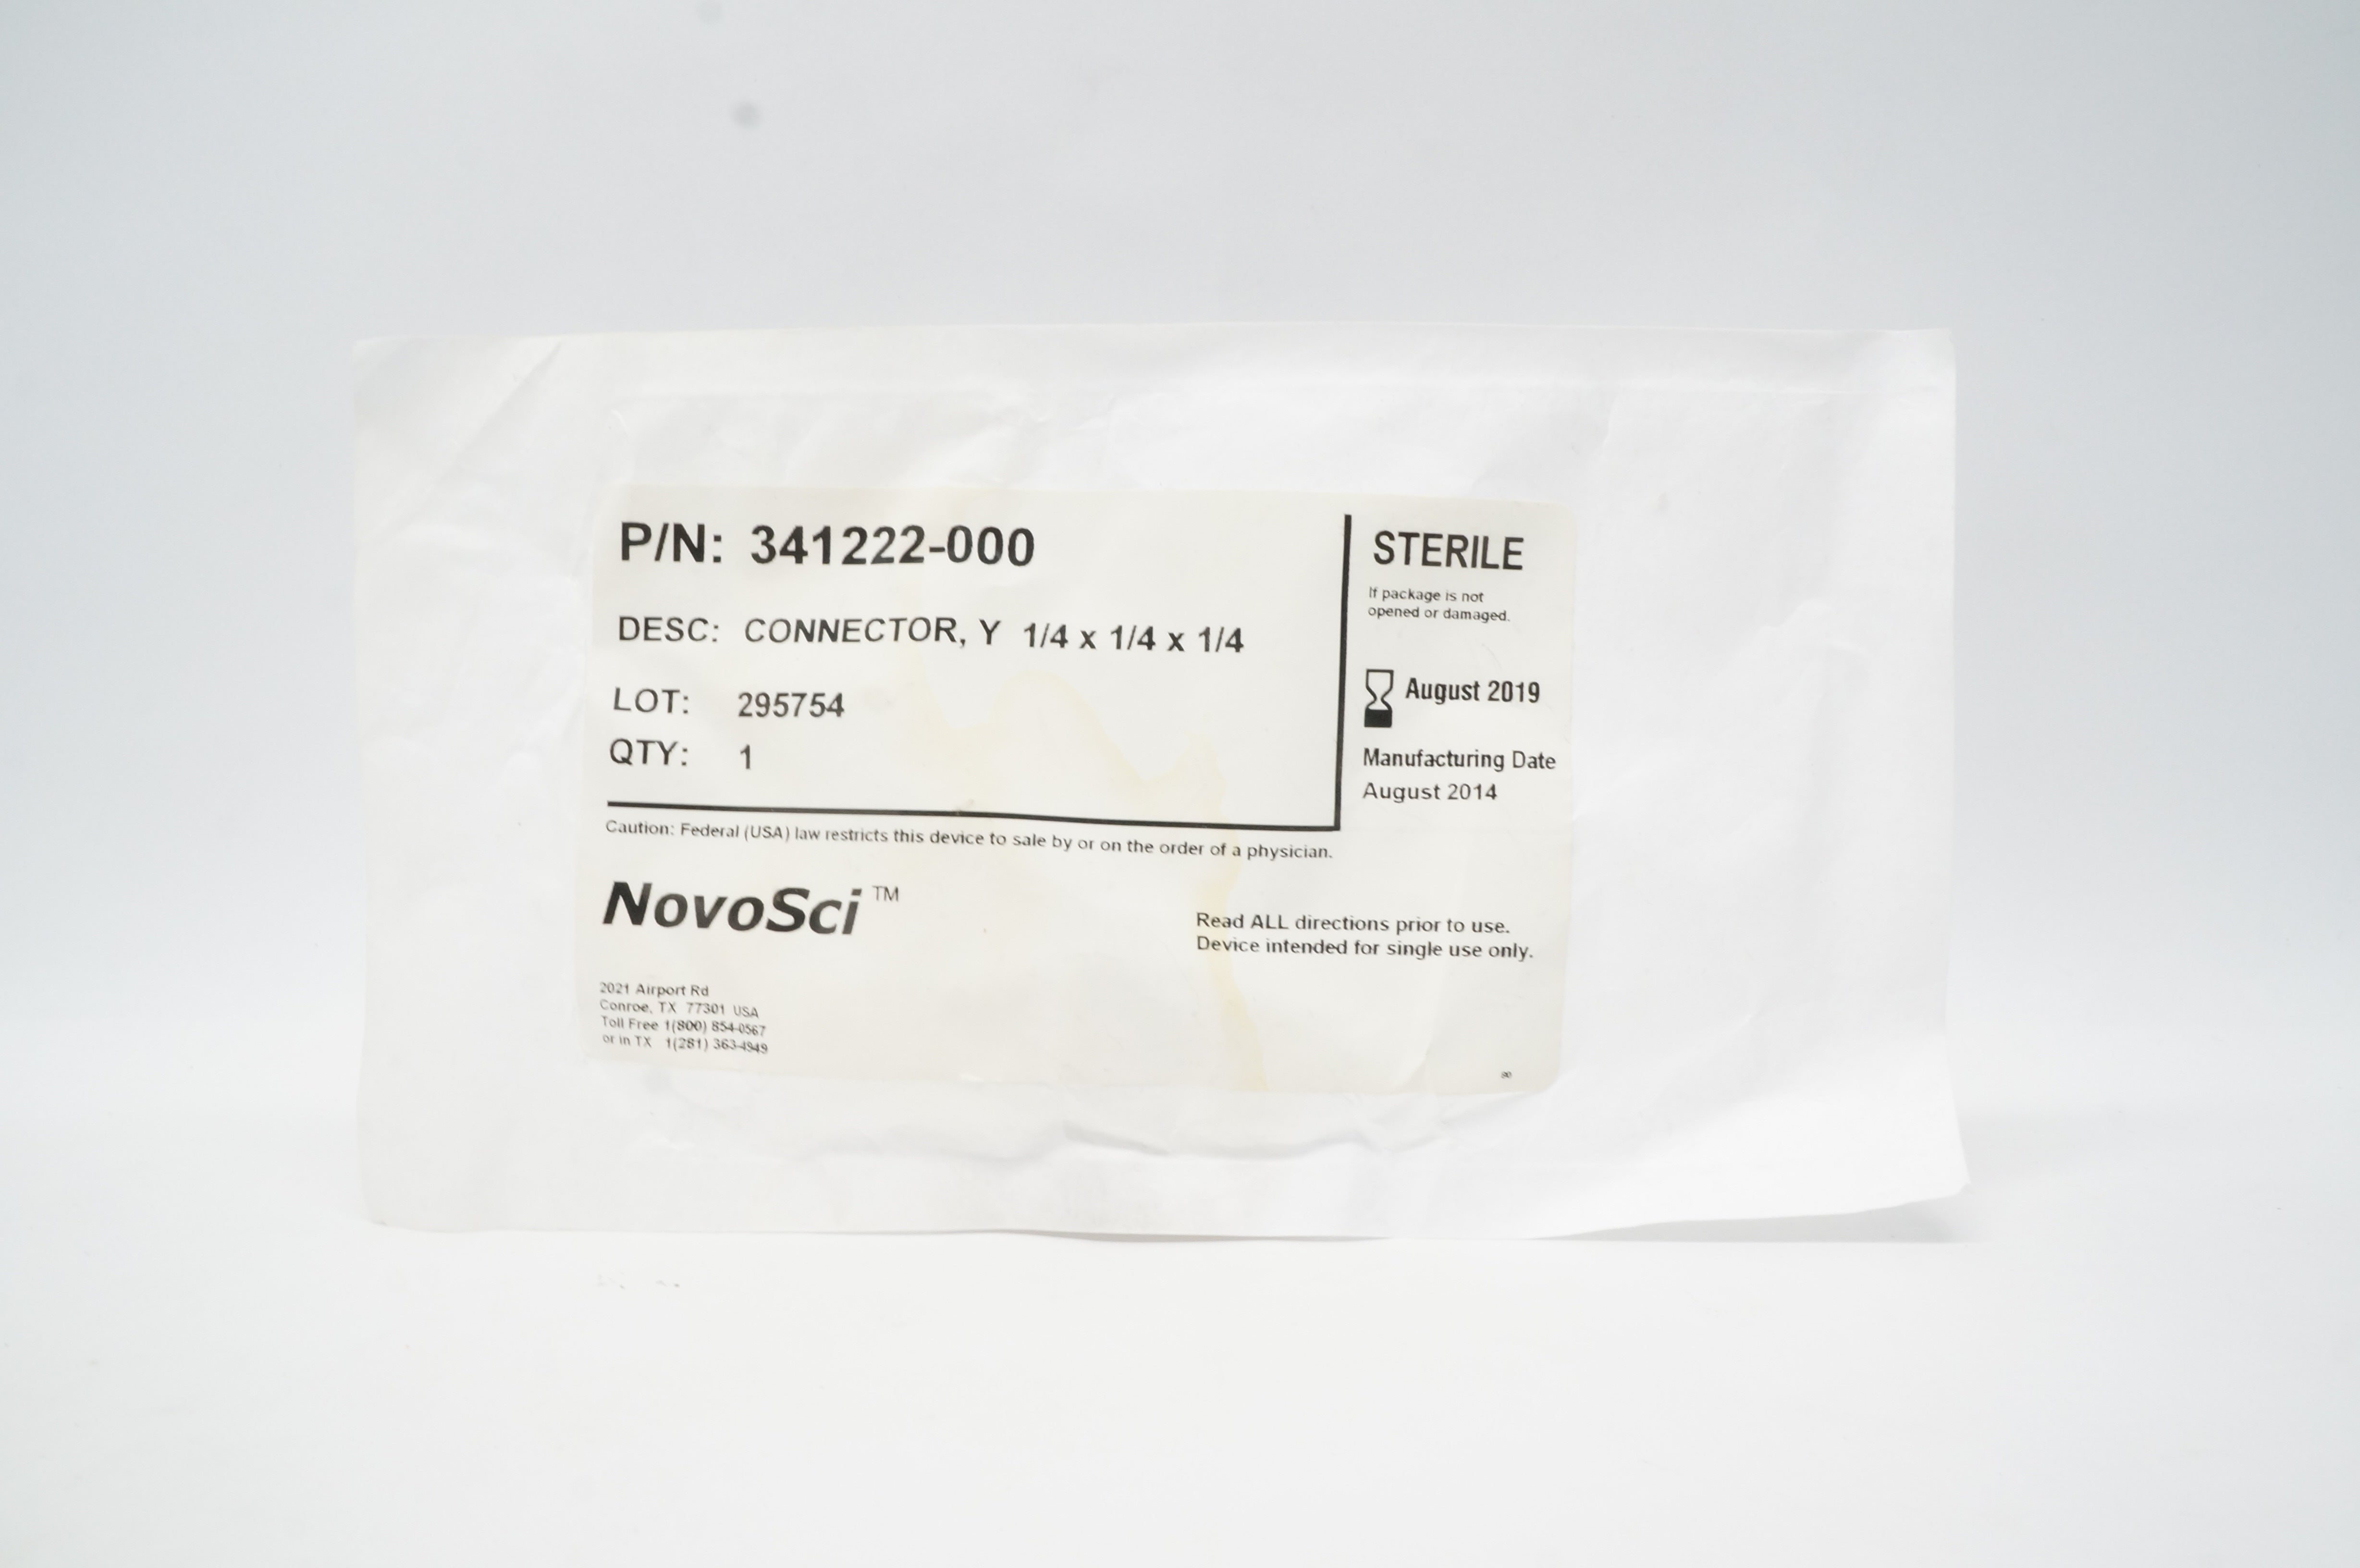 P/N: 341222-000
DESC: CONNECTOR, Y 1/4 x 1/4 x 1/4
LOT: 295754
QTY: 1
STERILE
If package is not
opened or damaged.
August 2019
Manufacturing Date
August 2014
Caution: Federal (USA) law restricts this device to sale by or on the order of a physician.
NovoSci™
Read ALL directions prior to use.
Device intended for single use only.
2021 Airport Rd
Conroe, TX 77301 USA
Toll Free 1(800) 854-0567
or in TX 1(281) 363-4949